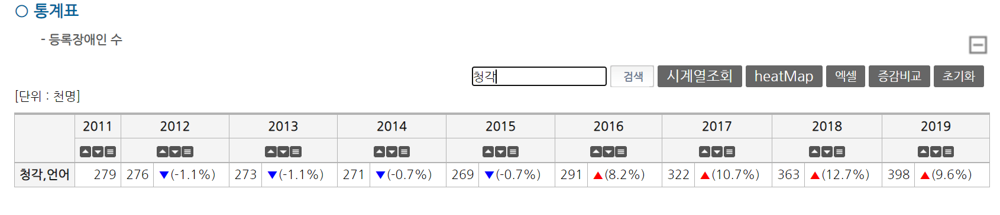 ○ 통계표
- 등록장애인 수
청각 검색 시계열조회 heatMap 엑셀 증감비교 초기화
[단위 : 천명]
2011 2012 2013 2014 2015 2016 2017 2018 2019
청각,언어 279 276 ▼(-1.1%) 273 ▼(-1.1%) 271 ▼(-0.7%) 269 ▼(-0.7%) 291 ▲(8.2%) 322 ▲(10.7%) 363 ▲(12.7%) 398 ▲(9.6%)